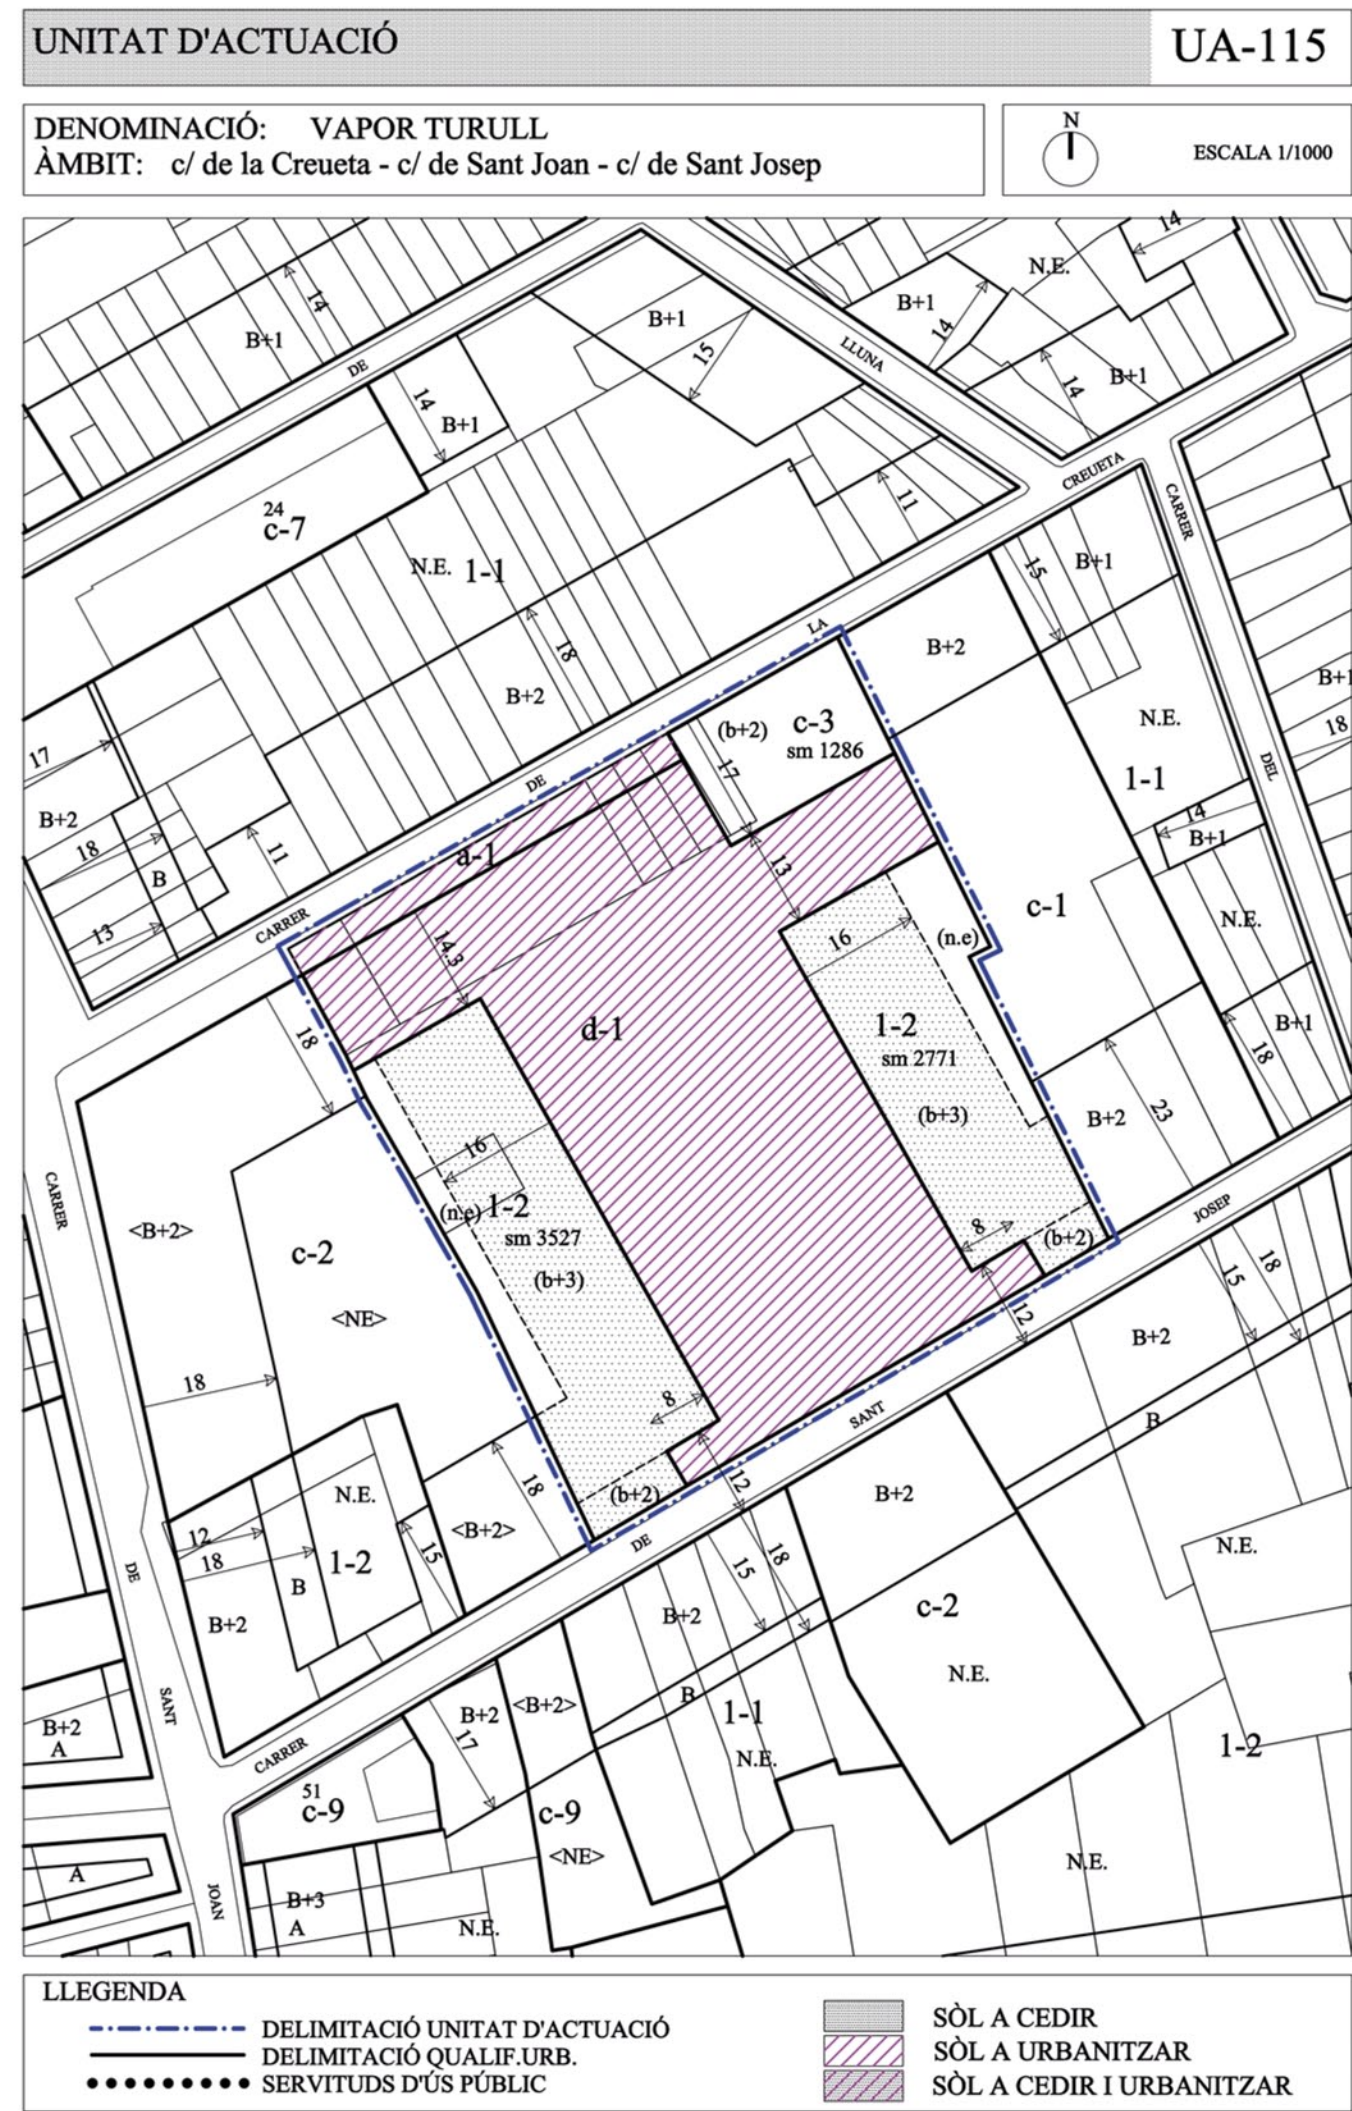 UNITAT D'ACTUACIÓ
UA-115
DENOMINACIÓ: VAPOR TURULL
ÀMBIT: c/ de la Creueta - c/ de Sant Joan - c/ de Sant Josep
N
ESCALA 1/1000
14
N.E.
14
B+1
B+1
B+1
14
LLUNA
15
DE
14
B+1
14
B+1
CREUETA
CARRER
11
24
c-7
N.E. 1-1
15
B+1
18
LA
B+2
B+2
B+1
N.E.
18
(b+2)
c-3
sm 1286
17
17
DE
DEL
1-1
B+2
14
B+1
18
11
a-1
B
13
c-1
N.E.
CARRER
13
14.3
16
(n.e)
18
d-1
1-2
sm 2771
(b+3)
B+1
18
23
B+2
16
CARRER
(n.e)
1-2
sm 3527
(b+3)
<B+2>
c-2
<NE>
8
(b+2)
JOSEP
15
18
12
B+2
18
8
SANT
B
12
18
(b+2)
B+2
N.E.
<B+2>
12
18
1-2
15
B
DE
DE
15
18
N.E.
B+2
B+2
c-2
N.E.
SANT
CARRER
B+2
<B+2>
B
1-1
N.E.
1-2
B+2
A
17
51
c-9
c-9
<NE>
N.E.
A
JOAN
B+3
A
N.E.
LLEGENDA
DELIMITACIÓ UNITAT D'ACTUACIÓ
DELIMITACIÓ QUALIF.URB.
SERVITUDS D'ÚS PÚBLIC
SÒL A CEDIR
SÒL A URBANITZAR
SÒL A CEDIR I URBANITZAR